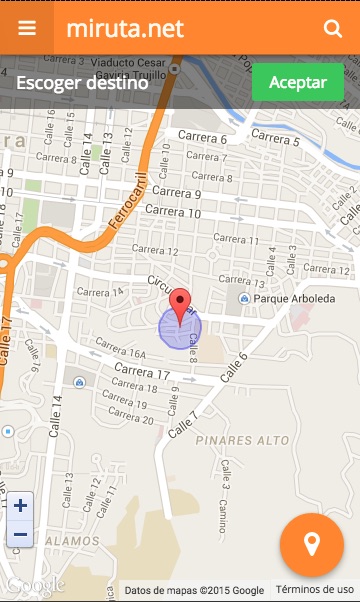 miruta.net
Viaducto Cesar
Gaviria Trujillo
Escoger destino
Aceptar
Calle 15
Calle 14
Calle 13
Calle 12
Calle 10
Carrera 6
Carrera 5
Carrera 7
Carrera 8
Carrera 9
Carrera 10
Ferrocarril
Carrera 11
Carrera 12
Calle 4
Calle 3
Circunvalar
Carrera 13
Carrera 14
Parque Arboleda
Calle 17
Carrera 16A
Calle 8
Calle 6
Carrera 17
Carrera 18
Carrera 19
Carrera 20
Calle 9
Calle 14
Calle 7
PINARES ALTO
Calle 3
Camino
Calle 13
Calle 12
Calle 11
ALAMOS
+
−
Google
Datos de mapas ©2015 Google
Términos de uso